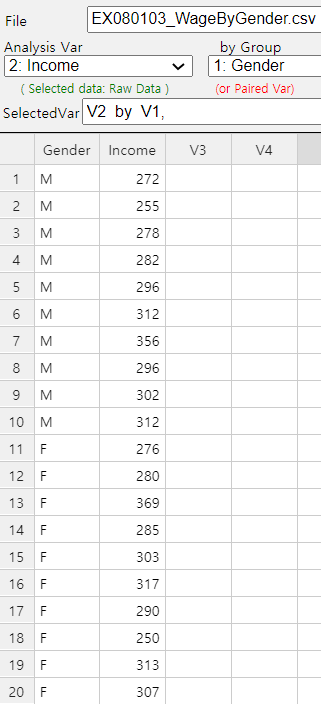 File EX080103_WageByGender.csv
Analysis Var by Group
2: Income 1: Gender
( Selected data: Raw Data ) (or Paired Var)
SelectedVar V2 by V1,
Gender Income V3 V4
1 M 272
2 M 255
3 M 278
4 M 282
5 M 296
6 M 312
7 M 356
8 M 296
9 M 302
10 M 312
11 F 276
12 F 280
13 F 369
14 F 285
15 F 303
16 F 317
17 F 290
18 F 250
19 F 313
20 F 307